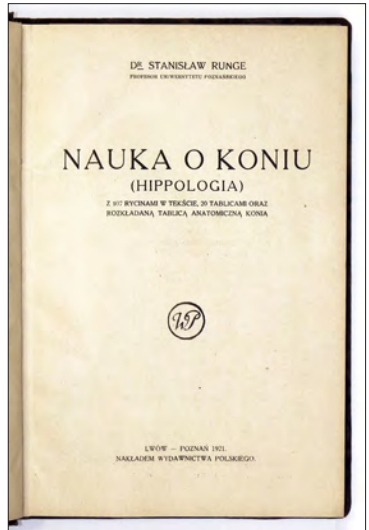 DR. STANISŁAW RUNGE
PROFESOR UNIWERSYTETU POZNAŃSKIEGO
NAUKA O KONIU
(HIPPOLOGIA)
Z 107 RYCINAMI W TEKŚCIE, 20 TABLICAMI ORAZ
ROZKŁADANĄ TABLICĄ ANATOMICZNĄ KONIA
WP
LWÓW — POZNAŃ 1921.
NAKŁADEM WYDAWNICTWA POLSKIEGO.